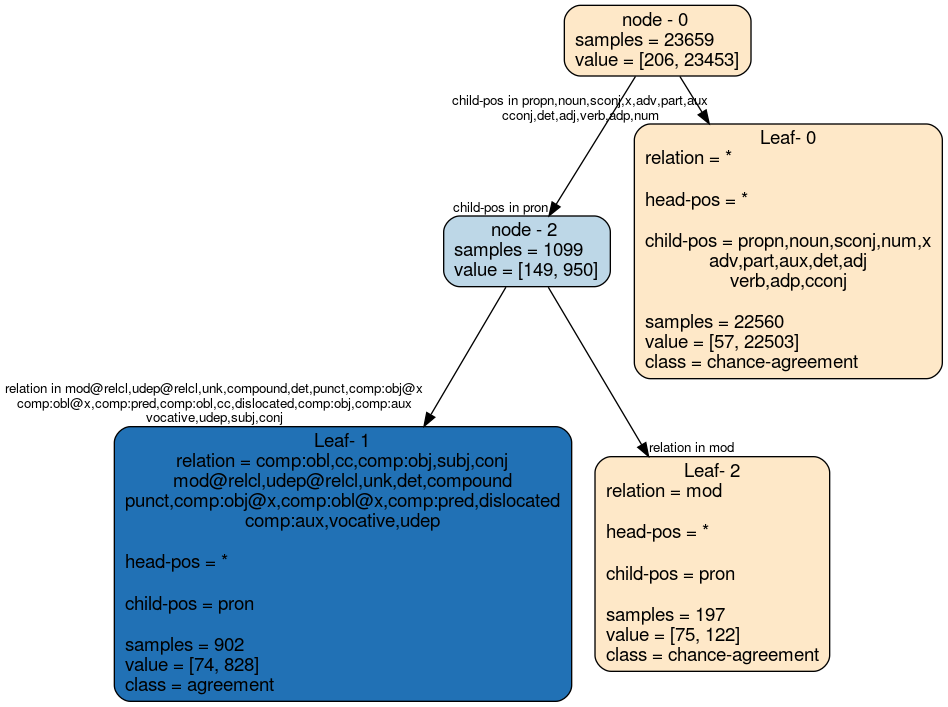 node - 0
samples = 23659
value = [206, 23453]
child-pos in propn,noun,sconj,x,adv,part,aux
cconj,det,adj,verb,adp,num
Leaf- 0
relation = *
head-pos = *
child-pos = propn,noun,sconj,num,x
adv,part,aux,det,adj
verb,adp,cconj
samples = 22560
value = [57, 22503]
class = chance-agreement
child-pos in pron
node - 2
samples = 1099
value = [149, 950]
relation in mod@relcl,udep@relcl,unk,compound,det,punct,comp:obj@x
comp:obl@x,comp:pred,comp:obl,cc,dislocated,comp:obj,comp:aux
vocative,udep,subj,conj
Leaf- 1
relation = comp:obl,cc,comp:obj,subj,conj
mod@relcl,udep@relcl,unk,det,compound
punct,comp:obj@x,comp:obl@x,comp:pred,dislocated
comp:aux,vocative,udep
head-pos = *
child-pos = pron
samples = 902
value = [74, 828]
class = agreement
relation in mod
Leaf- 2
relation = mod
head-pos = *
child-pos = pron
samples = 197
value = [75, 122]
class = chance-agreement